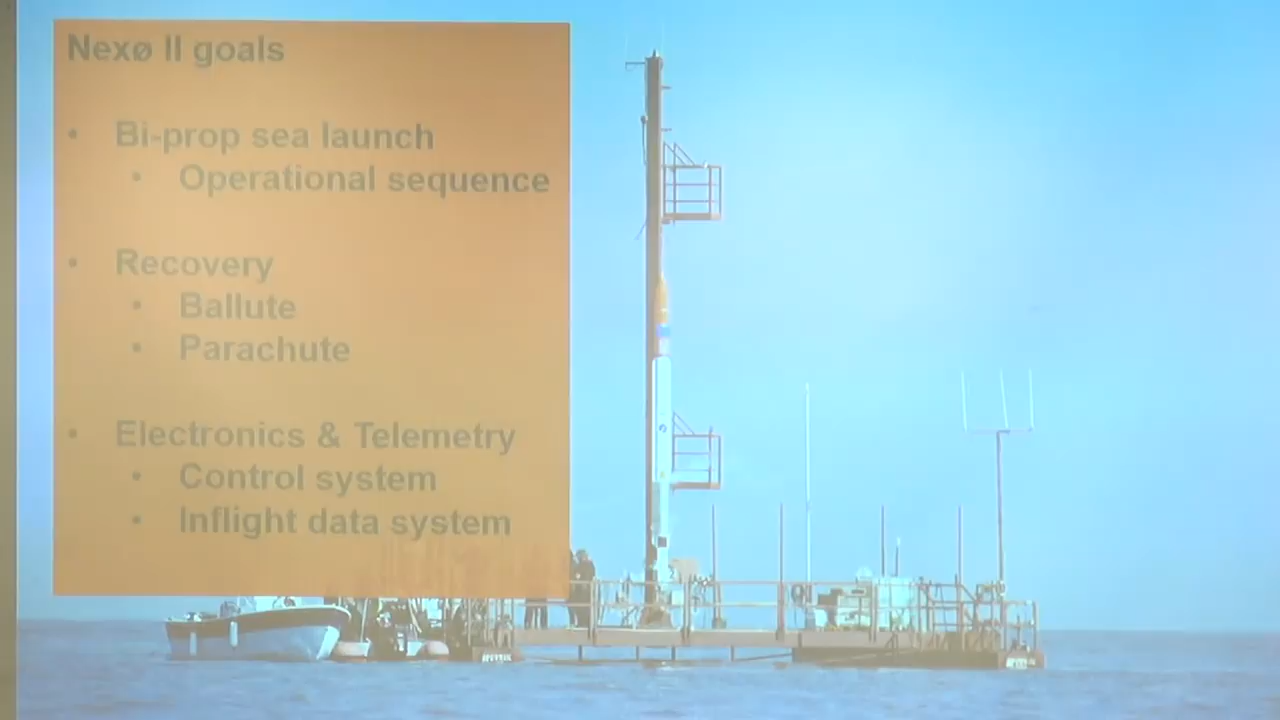 Nexø II goals
• Bi-prop sea launch
• Operational sequence
• Recovery
• Ballute
• Parachute
• Electronics & Telemetry
• Control system
• Inflight data system